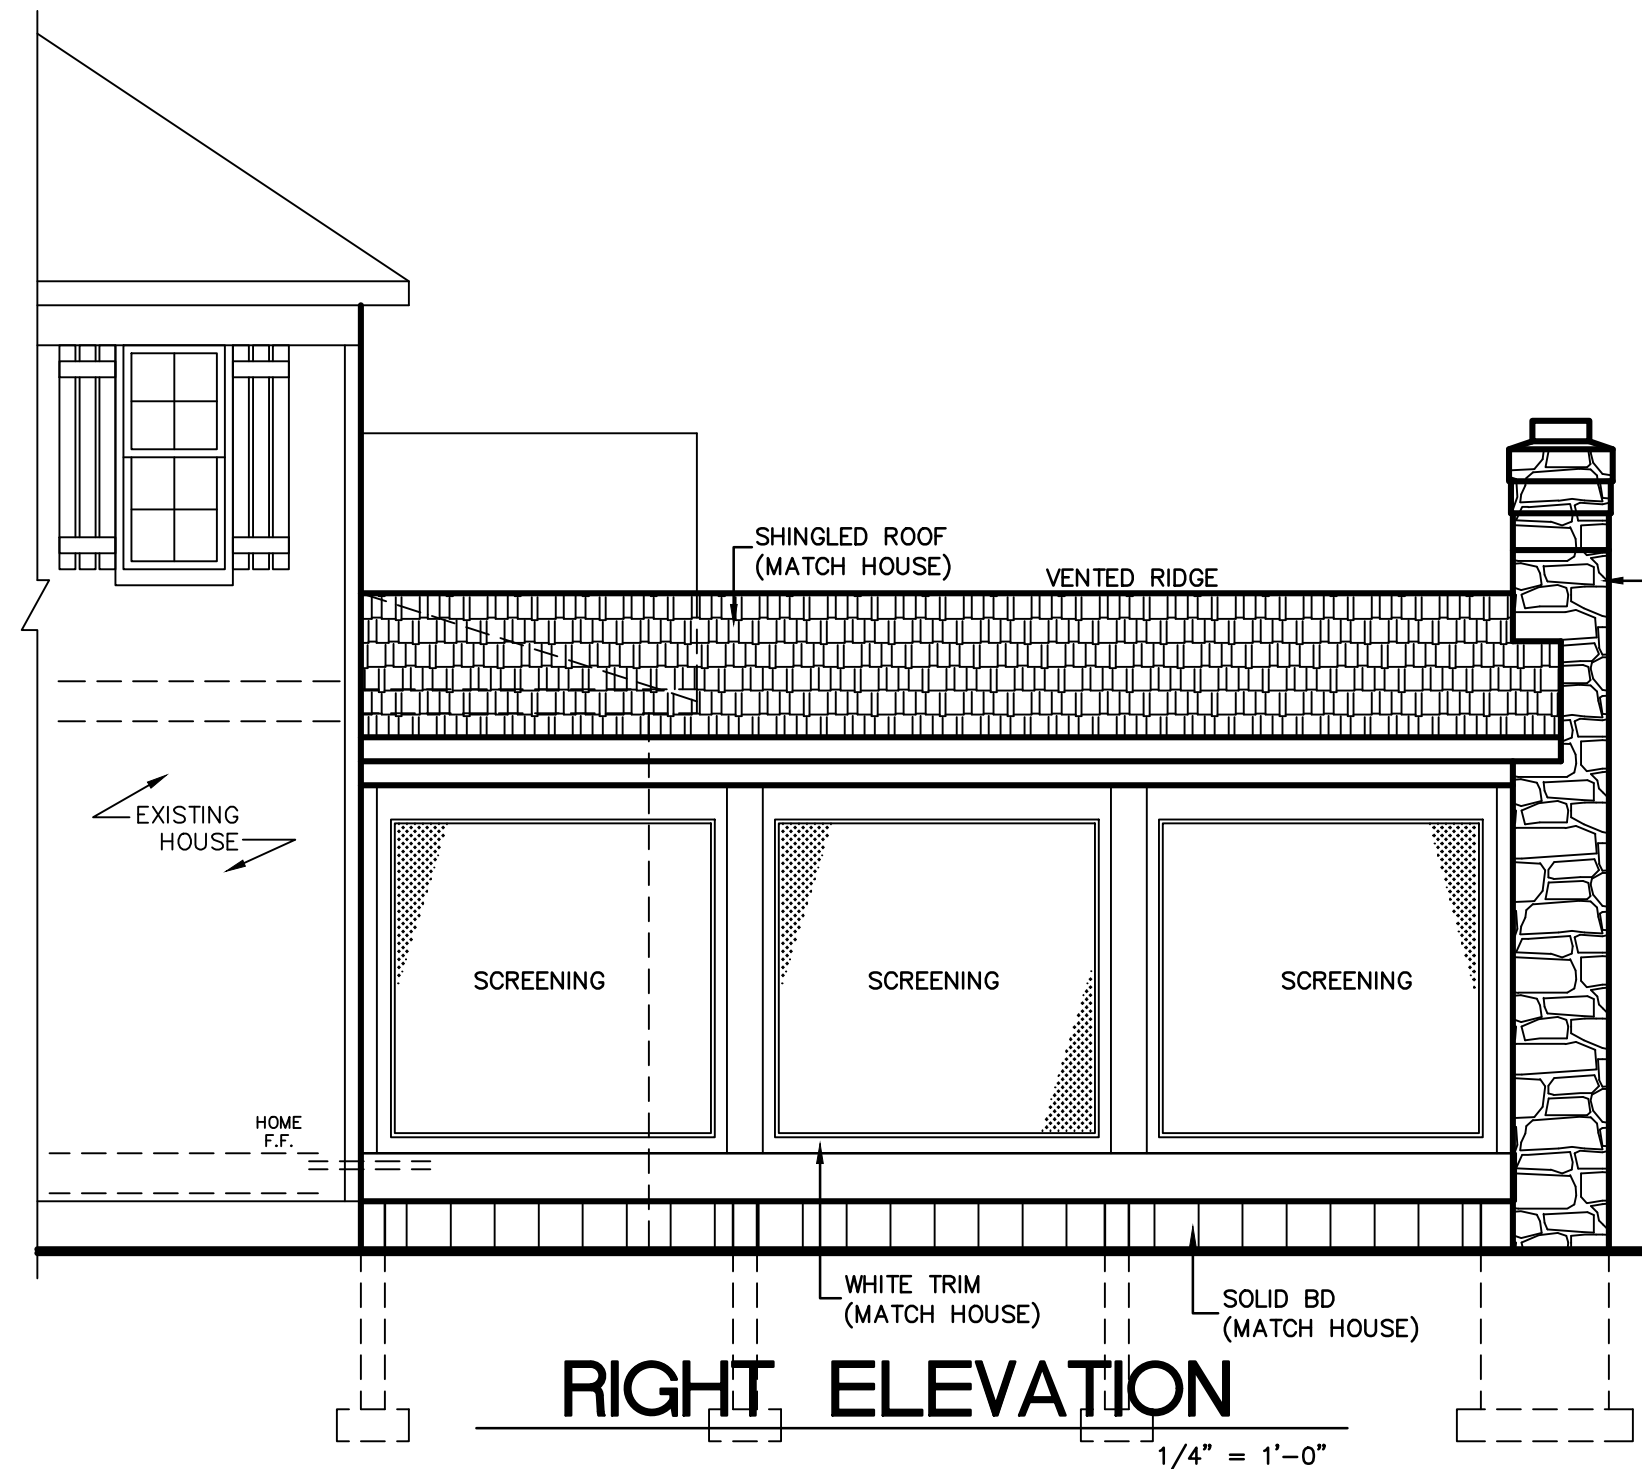 SHINGLED ROOF
(MATCH HOUSE)
VENTED RIDGE
EXISTING
HOUSE
SCREENING
SCREENING
SCREENING
HOME
F.F.
WHITE TRIM
(MATCH HOUSE)
SOLID BD
(MATCH HOUSE)
RIGHT ELEVATION
1/4" = 1'-0"